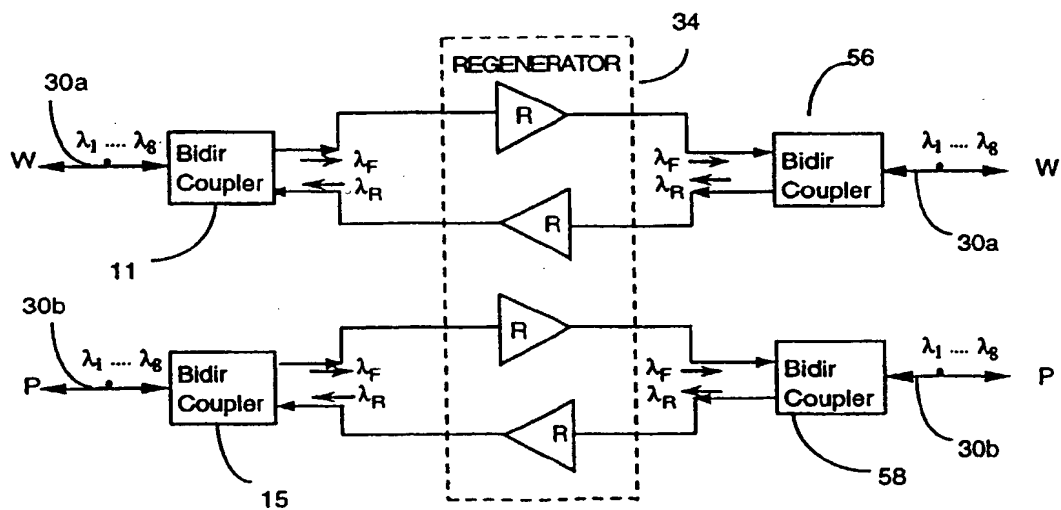 34
REGENERATOR
56
30a
R
λ1 .... λ8
λ1 .... λ8
W
Bidir
Coupler
λF
λR
λF
λR
Bidir
Coupler
W
R
11
30a
30b
R
λ1 .... λ8
λ1 .... λ8
P
Bidir
Coupler
λF
λR
λF
λR
Bidir
Coupler
P
R
15
58
30b